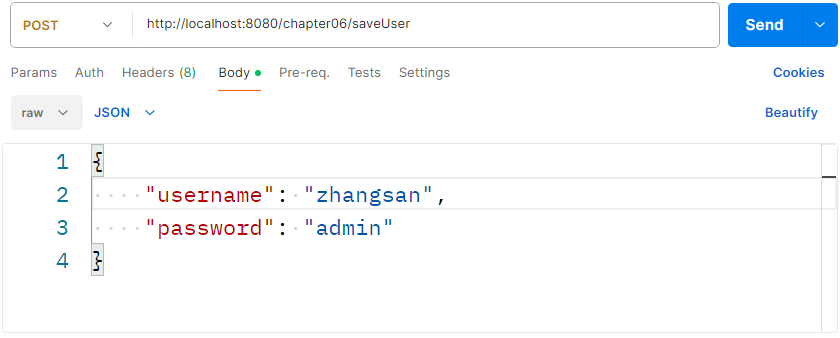 POST http://localhost:8080/chapter06/saveUser Send
Params Auth Headers (8) Body Pre-req. Tests Settings Cookies
raw JSON Beautify
1 {
2 "username": "zhangsan",
3 "password": "admin"
4 }